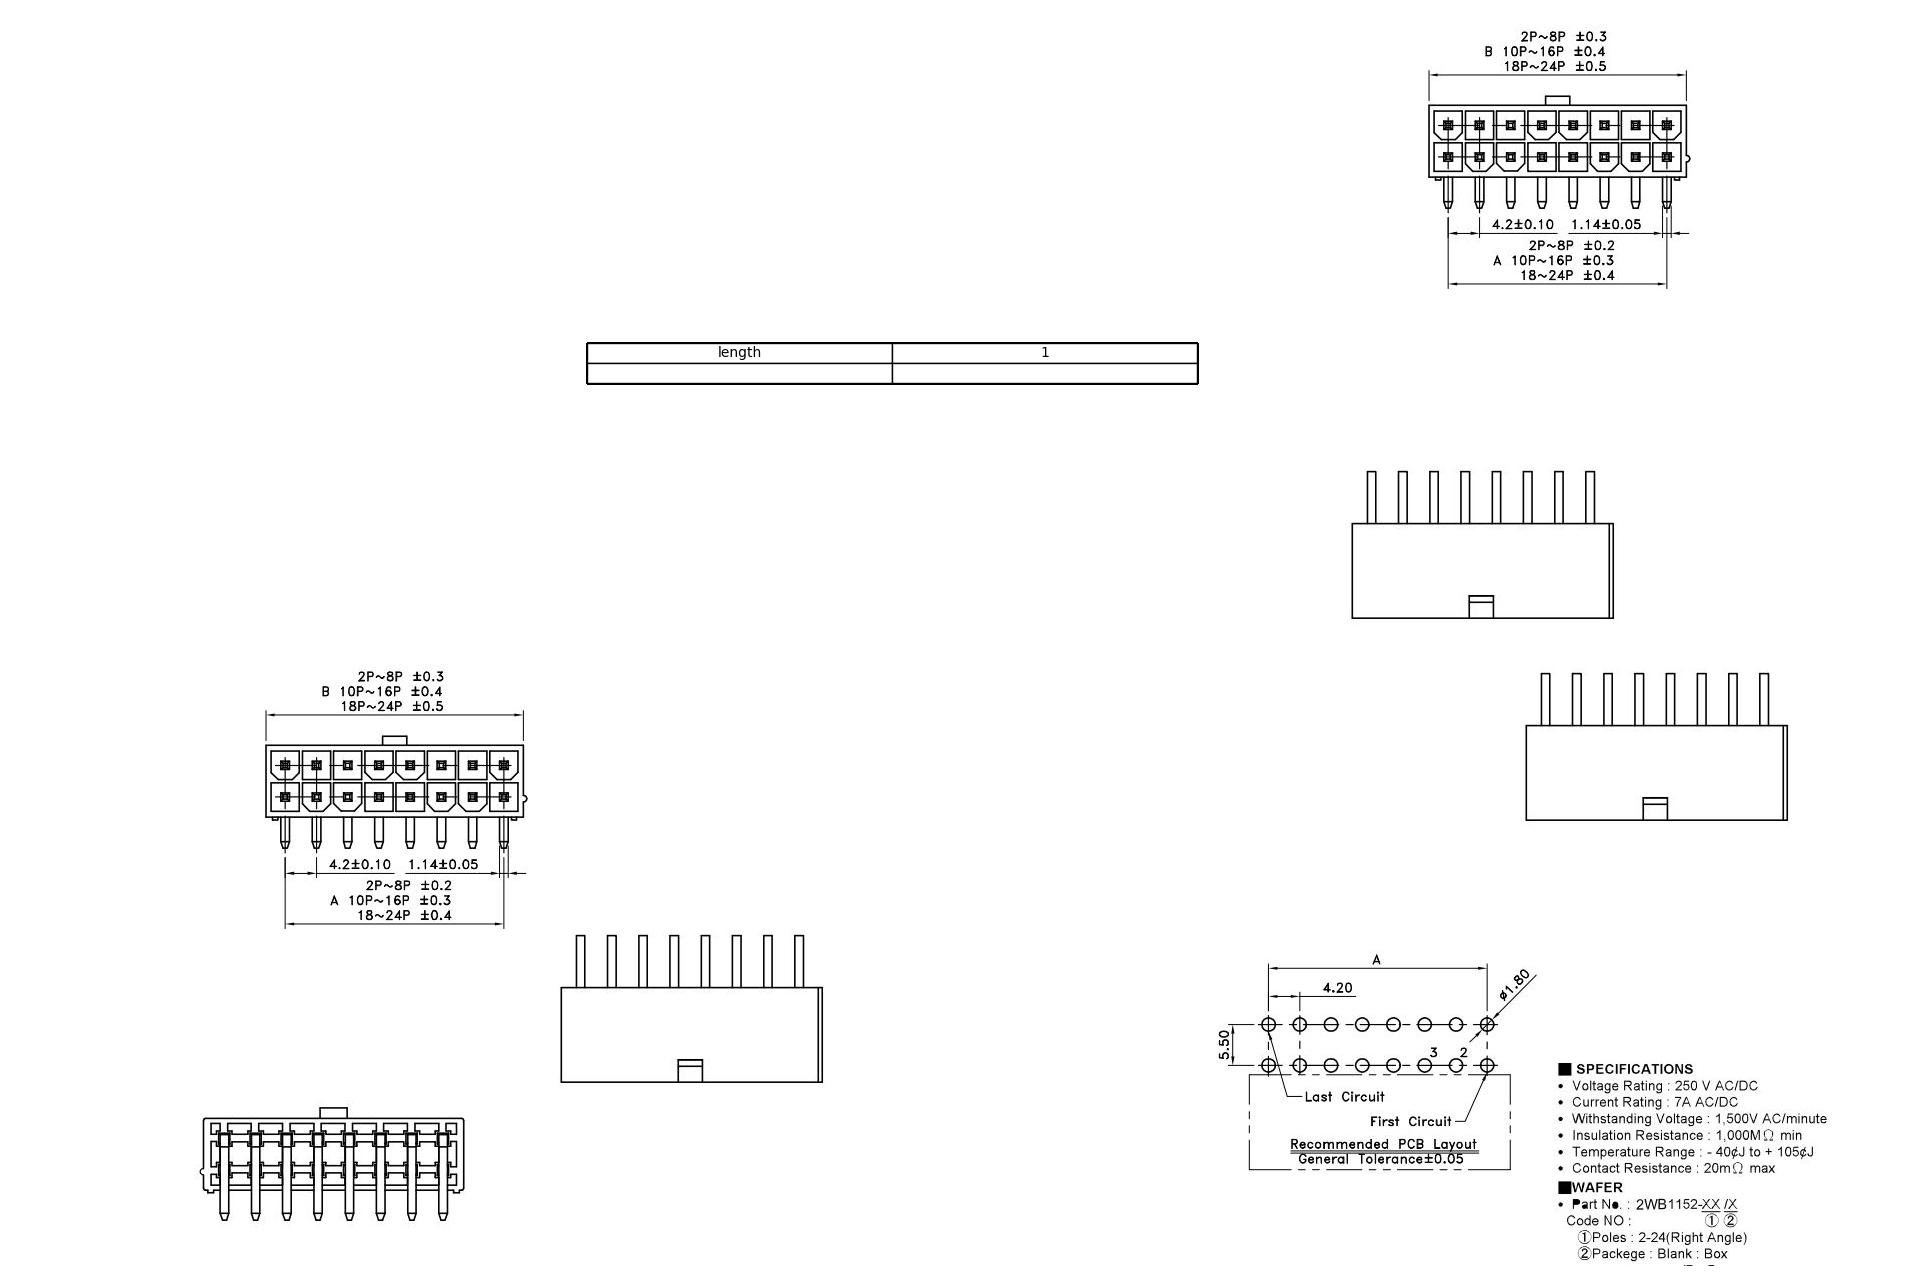 2P~8P ±0.3
B 10P~16P ±0.4
18P~24P ±0.5
4.2±0.10 1.14±0.05
2P~8P ±0.2
A 10P~16P ±0.3
18~24P ±0.4
length 1
2P~8P ±0.3
B 10P~16P ±0.4
18P~24P ±0.5
4.2±0.10 1.14±0.05
2P~8P ±0.2
A 10P~16P ±0.3
18~24P ±0.4
A
4.20
ø1.80
5.50
3 2
Last Circuit
First Circuit
Recommended PCB Layout
General Tolerance±0.05
■ SPECIFICATIONS
• Voltage Rating : 250 V AC/DC
• Current Rating : 7A AC/DC
• Withstanding Voltage : 1,500V AC/minute
• Insulation Resistance : 1,000MΩ min
• Temperature Range : - 40¢J to + 105¢J
• Contact Resistance : 20mΩ max
■WAFER
• Part No. : 2WB1152-XX /X
Code NO : ① ②
①Poles : 2-24(Right Angle)
②Packege : Blank : Box